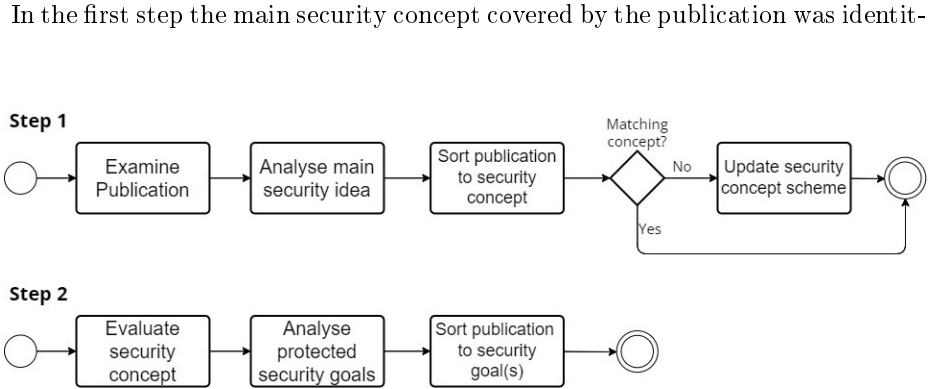 In the first step the main security concept covered by the publication was identit-
Step 1
Examine
Publication
Analyse main
security idea
Sort publication
to security
concept
Matching
concept?
No
Yes
Update security
concept scheme
Step 2
Evaluate
security
concept
Analyse
protected
security goals
Sort publication
to security
goal(s)